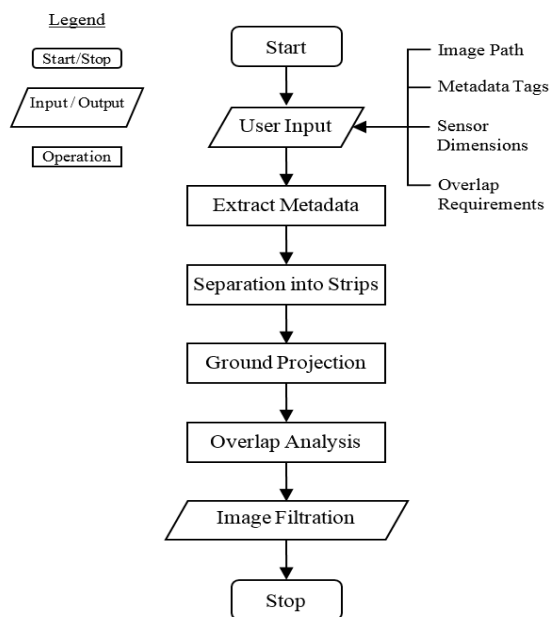 Legend
Start/Stop
Input / Output
Operation
Start
User Input
Image Path
Metadata Tags
Sensor
Dimensions
Overlap
Requirements
Extract Metadata
Separation into Strips
Ground Projection
Overlap Analysis
Image Filtration
Stop